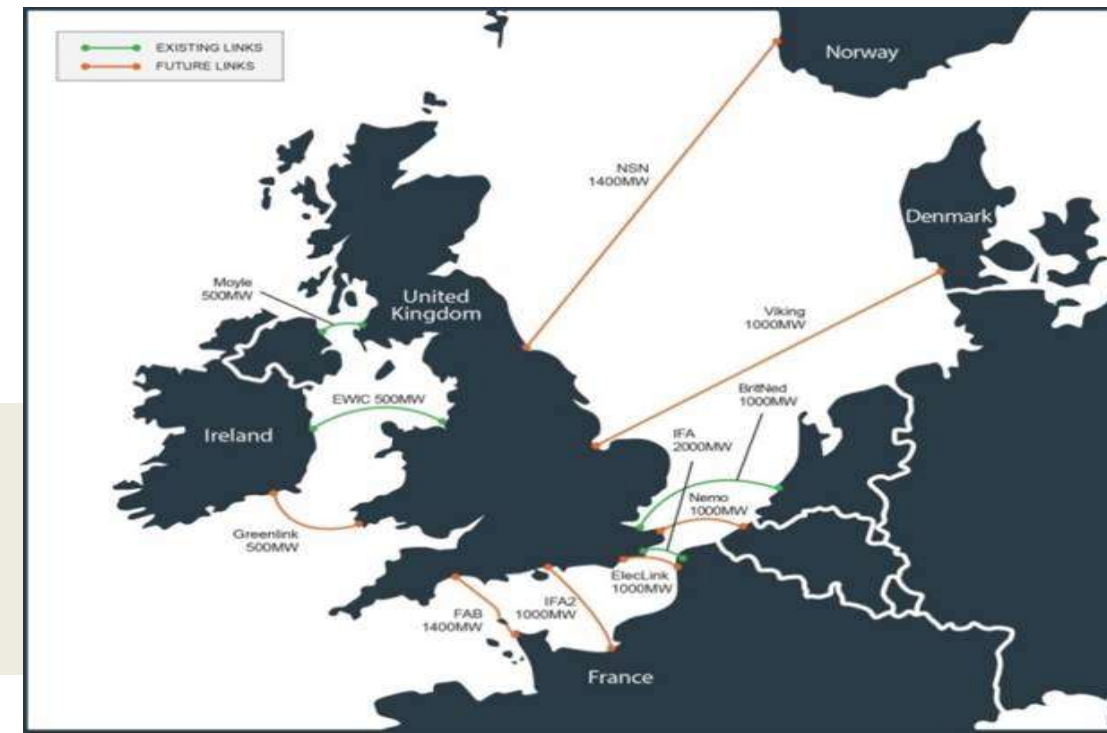 EXISTING LINKS
FUTURE LINKS
Norway
NSN
1400MW
Denmark
Moyle
500MW
United
Kingdom
Viking
1000MW
BritNed
1000MW
EWIC 500MW
IFA
2000MW
Ireland
Nemo
1000MW
Greenlink
500MW
ElecLink
1000MW
IFA2
1000MW
FAB
1400MW
France